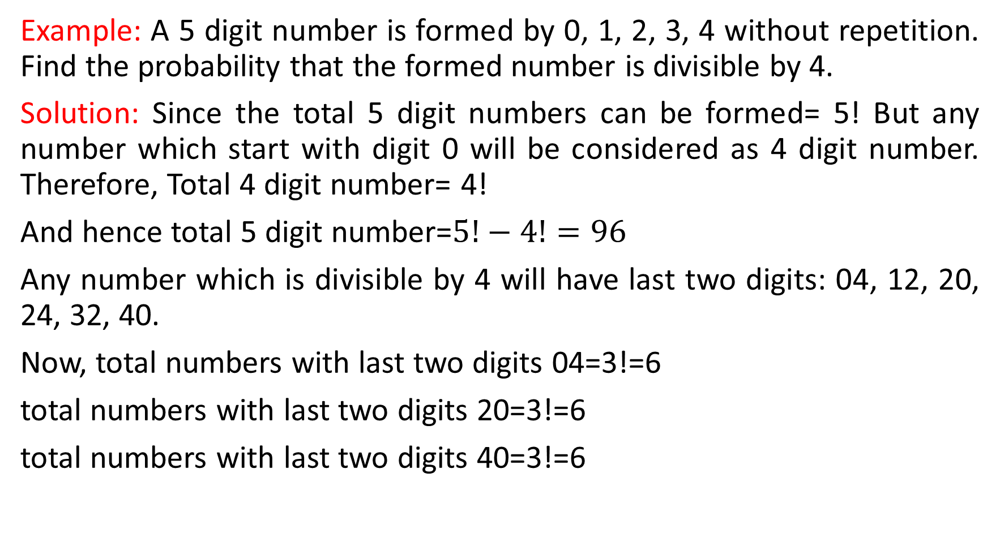 Example: A 5 digit number is formed by 0, 1, 2, 3, 4 without repetition.
Find the probability that the formed number is divisible by 4.
Solution: Since the total 5 digit numbers can be formed= 5! But any
number which start with digit 0 will be considered as 4 digit number.
Therefore, Total 4 digit number= 4!
And hence total 5 digit number=5! − 4! = 96
Any number which is divisible by 4 will have last two digits: 04, 12, 20,
24, 32, 40.
Now, total numbers with last two digits 04=3!=6
total numbers with last two digits 20=3!=6
total numbers with last two digits 40=3!=6